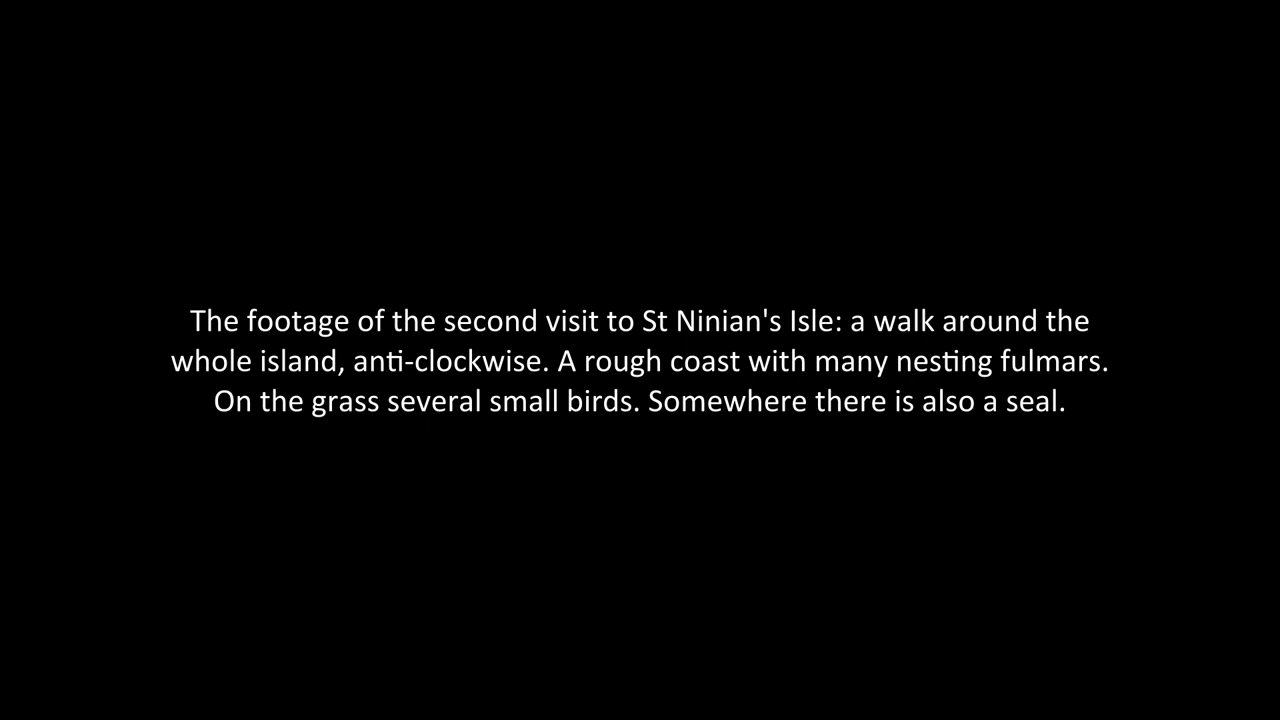 The footage of the second visit to St Ninian's Isle: a walk around the
whole island, anti-clockwise. A rough coast with many nesting fulmars.
On the grass several small birds. Somewhere there is also a seal.